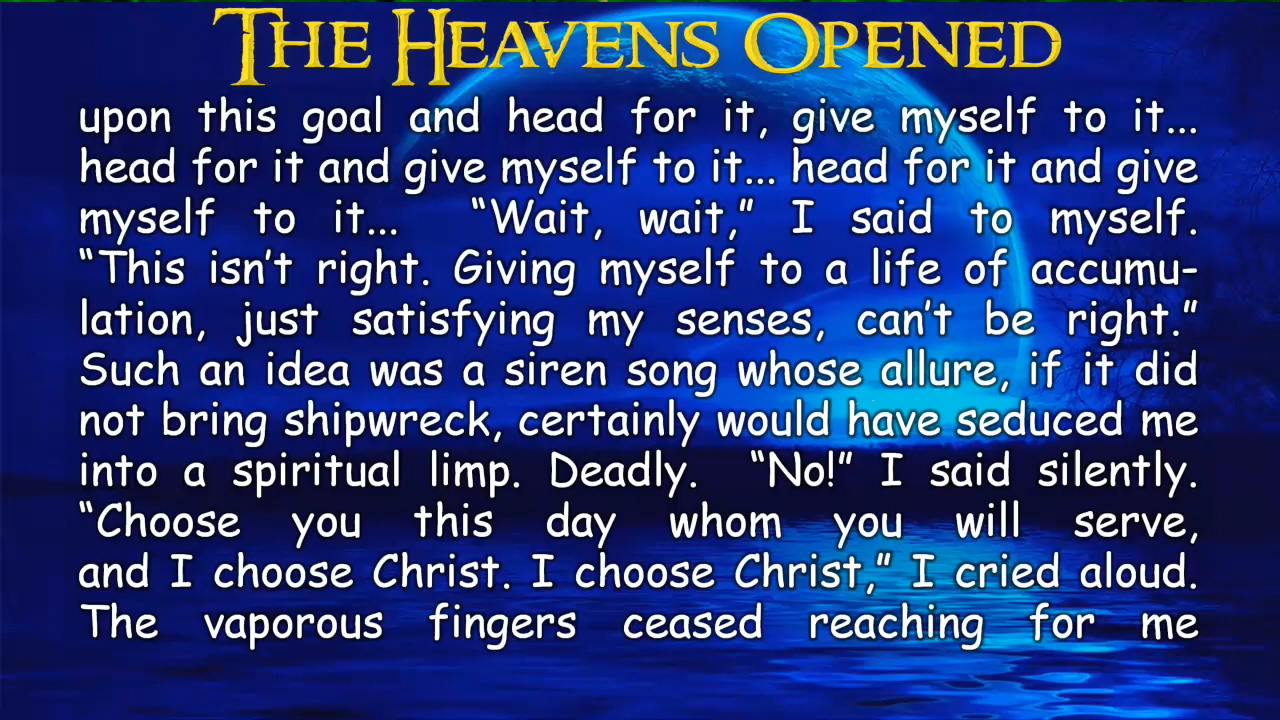 THE HEAVENS OPENED
upon this goal and head for it, give myself to it...
head for it and give myself to it... head for it and give
myself to it... “Wait, wait,” I said to myself.
“This isn’t right. Giving myself to a life of accumu-
lation, just satisfying my senses, can’t be right.”
Such an idea was a siren song whose allure, if it did
not bring shipwreck, certainly would have seduced me
into a spiritual limp. Deadly. “No!” I said silently.
“Choose you this day whom you will serve,
and I choose Christ. I choose Christ,” I cried aloud.
The vaporous fingers ceased reaching for me